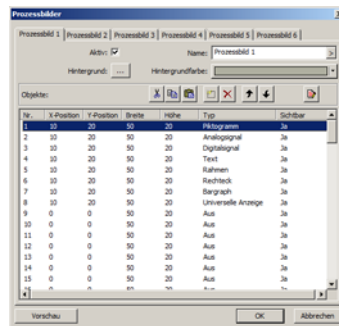 Prozessbilder
Prozessbild 1 Prozessbild 2 Prozessbild 3 Prozessbild 4 Prozessbild 5 Prozessbild 6
Aktiv: Name: Prozessbild 1 >
Hintergrund: ... Hintergrundfarbe:
Objekte:
Nr. X-Position Y-Position Breite Höhe Typ Sichtbar
1 10 20 50 20 Piktogramm Ja
2 10 20 50 20 Analogsignal Ja
3 10 20 50 20 Digitalsignal Ja
4 10 20 50 20 Text Ja
5 10 20 50 20 Rahmen Ja
6 10 20 50 20 Rechteck Ja
7 10 20 50 20 Bargraph Ja
8 10 20 50 20 Universelle Anzeige Ja
9 0 0 50 20 Aus Ja
10 0 0 50 20 Aus Ja
11 0 0 50 20 Aus Ja
12 0 0 50 20 Aus Ja
13 0 0 50 20 Aus Ja
14 0 0 50 20 Aus Ja
15 0 0 50 20 Aus Ja
Vorschau OK Abbrechen